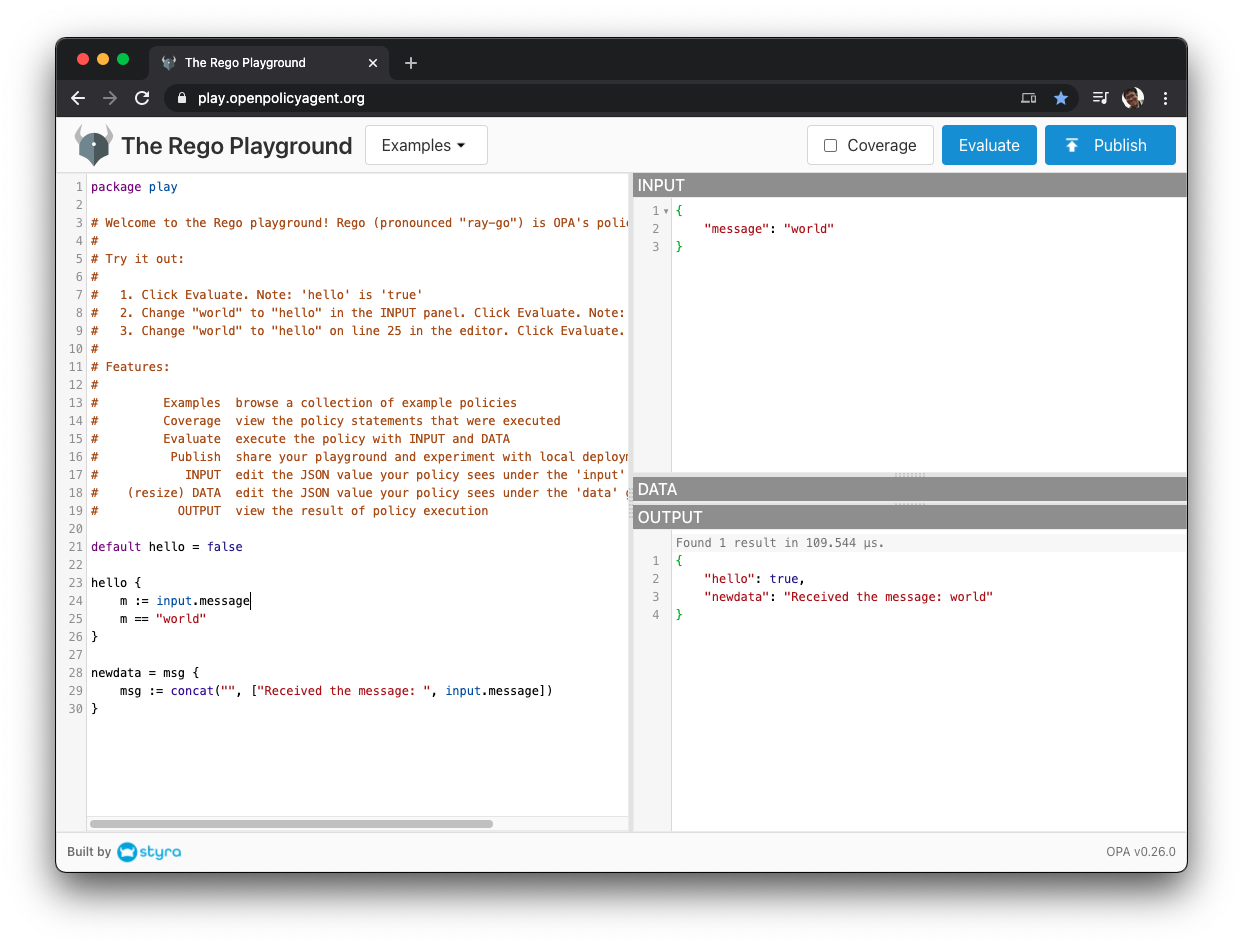 The Rego Playground
play.openpolicyagent.org
The Rego Playground
Examples
Coverage
Evaluate
Publish
1 package play
2
3 # Welcome to the Rego playground! Rego (pronounced "ray-go") is OPA's
4 #
5 # Try it out:
6 #
7 #   1. Click Evaluate. Note: 'hello' is 'true'
8 #   2. Change "world" to "hello" in the INPUT panel. Click Evaluate. Note:
9 #   3. Change "world" to "hello" on line 25 in the editor. Click Evaluate.
10 #
11 # Features:
12 #
13 #         Examples  browse a collection of example policies
14 #         Coverage  view the policy statements that were executed
15 #         Evaluate  execute the policy with INPUT and DATA
16 #          Publish  share your playground and experiment with local
17 #            INPUT  edit the JSON value your policy sees under the 'input'
18 #    (resize) DATA  edit the JSON value your policy sees under the 'data'
19 #           OUTPUT  view the result of policy execution
20
21 default hello = false
22
23 hello {
24     m := input.message
25     m == "world"
26 }
27
28 newdata = msg {
29     msg := concat("", ["Received the message: ", input.message])
30 }
INPUT
1 {
2     "message": "world"
3 }
DATA
OUTPUT
Found 1 result in 109.544 µs.
1 {
2     "hello": true,
3     "newdata": "Received the message: world"
4 }
Built by styra
OPA v0.26.0